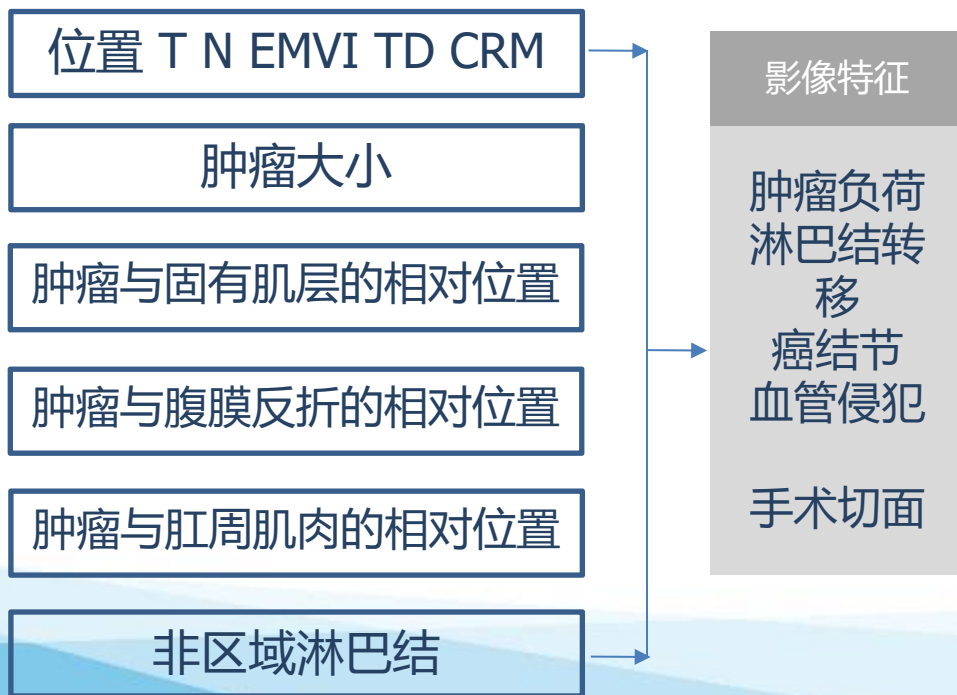 位置 T N EMVI TD CRM
肿瘤大小
肿瘤与固有肌层的相对位置
肿瘤与腹膜反折的相对位置
肿瘤与肛周肌肉的相对位置
非区域淋巴结
影像特征
肿瘤负荷
淋巴结转
移
癌结节
血管侵犯
手术切面